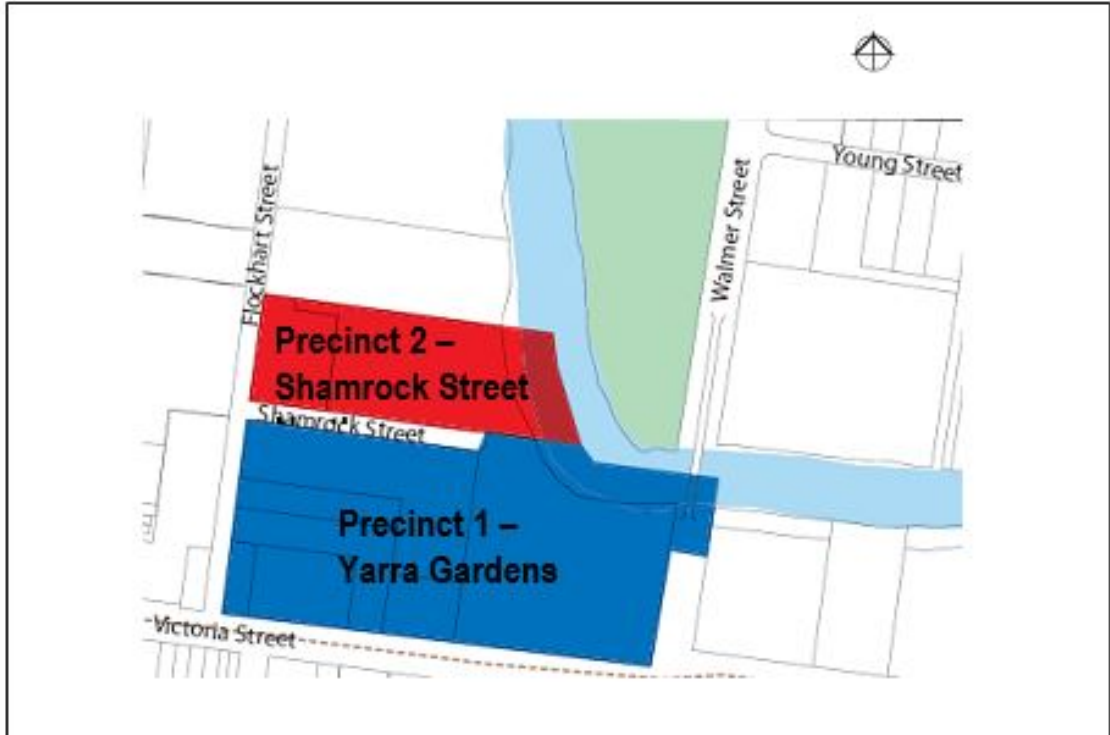 Young Street
Walmer Street
Flockhart Street
Precinct 2 –
Shamrock Street
Shamrock Street
Precinct 1 –
Yarra Gardens
Victoria Street